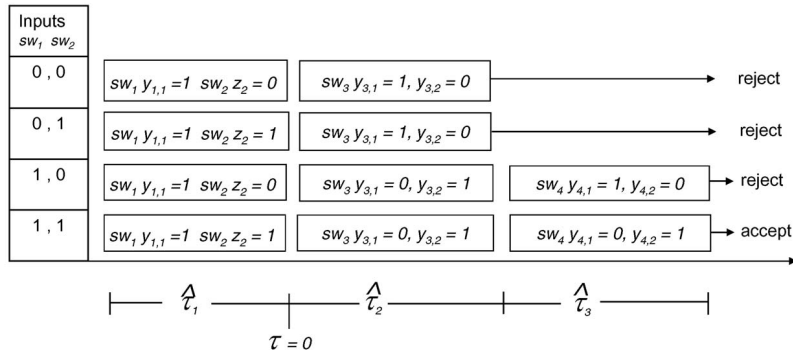 Inputs
sw₁ sw₂
0 , 0
sw₁ y₁,₁ =1 sw₂ z₂ = 0
sw₃ y₃,₁ = 1, y₃,₂ = 0
reject
0 , 1
sw₁ y₁,₁ =1 sw₂ z₂ = 1
sw₃ y₃,₁ = 1, y₃,₂ = 0
reject
1 , 0
sw₁ y₁,₁ =1 sw₂ z₂ = 0
sw₃ y₃,₁ = 0, y₃,₂ = 1
sw₄ y₄,₁ = 1, y₄,₂ = 0
reject
1 , 1
sw₁ y₁,₁ =1 sw₂ z₂ = 1
sw₃ y₃,₁ = 0, y₃,₂ = 1
sw₄ y₄,₁ = 0, y₄,₂ = 1
accept
τ̂₁
τ̂₂
τ̂₃
τ = 0